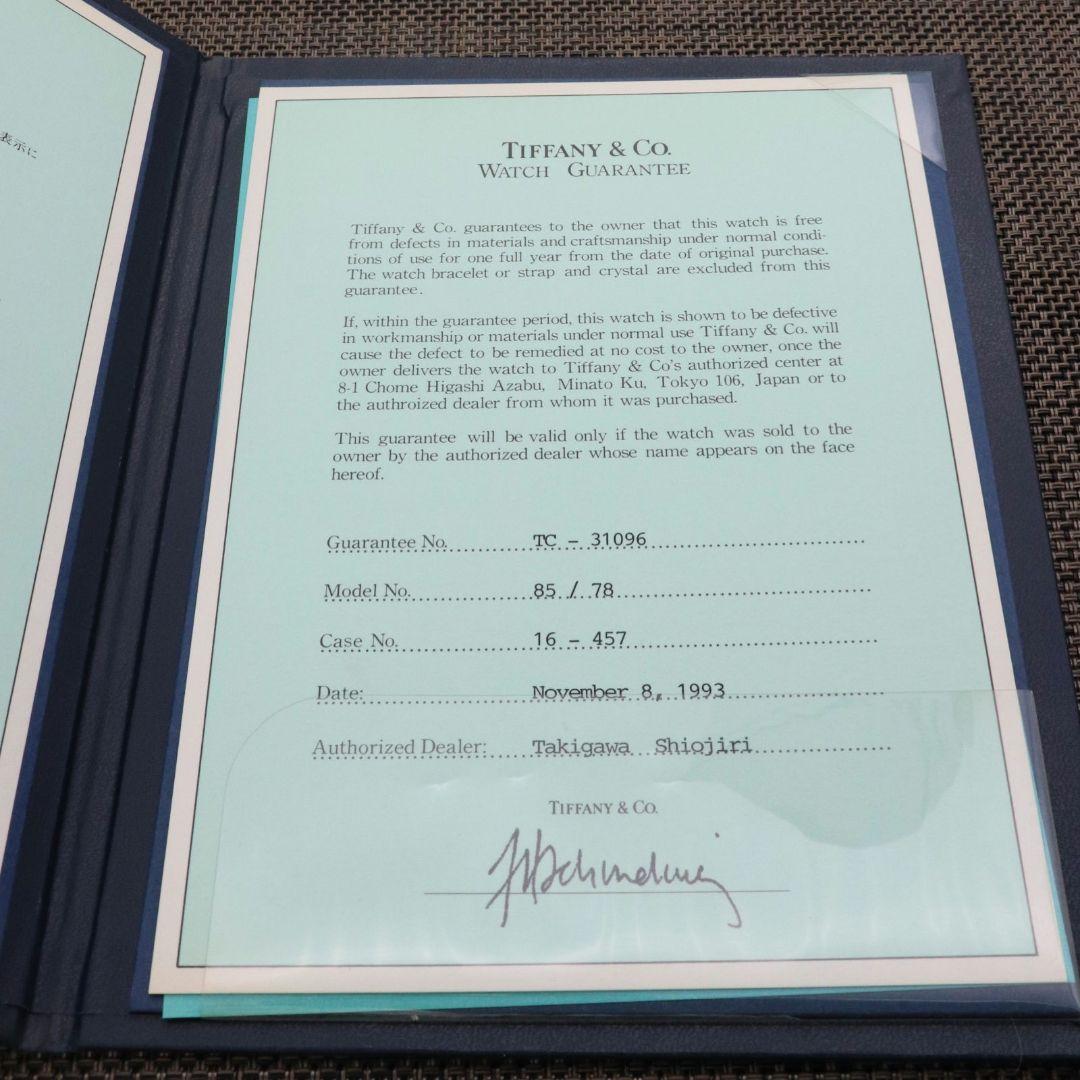 表示に
TIFFANY & CO.
WATCH GUARANTEE
Tiffany & Co. guarantees to the owner that this watch is free
from defects in materials and craftsmanship under normal condi-
tions of use for one full year from the date of original purchase.
The watch bracelet or strap and crystal are excluded from this
guarantee.
If, within the guarantee period, this watch is shown to be defective
in workmanship or materials under normal use Tiffany & Co. will
cause the defect to be remedied at no cost to the owner, once the
owner delivers the watch to Tiffany & Co's authorized center at
8-1 Chome Higashi Azabu, Minato Ku, Tokyo 106, Japan or to
the authroized dealer from whom it was purchased.
This guarantee will be valid only if the watch was sold to the
owner by the authorized dealer whose name appears on the face
hereof.
Guarantee No. TC - 31096
Model No. 85 / 78
Case No. 16 - 457
Date: November 8, 1993
Authorized Dealer: Takigawa Shiojiri
TIFFANY & CO.